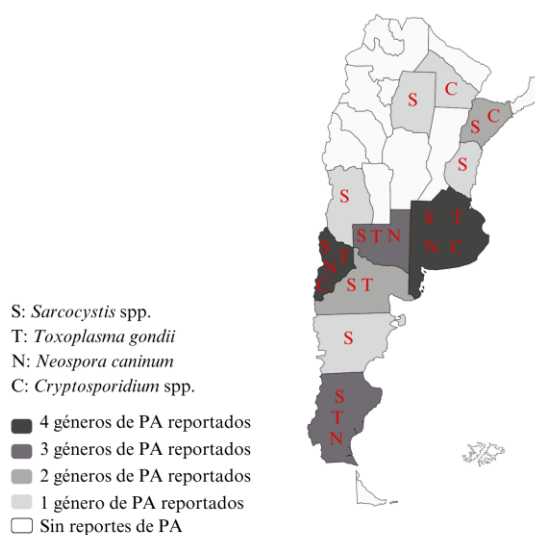 C
S
C
S
S
S
S T
S T N
S T
N
N C
C
S T
S
S: Sarcocystis spp.
T: Toxoplasma gondii
N: Neospora caninum
C: Cryptosporidium spp.
S
T
N
4 géneros de PA reportados
3 géneros de PA reportados
2 géneros de PA reportados
1 género de PA reportados
Sin reportes de PA